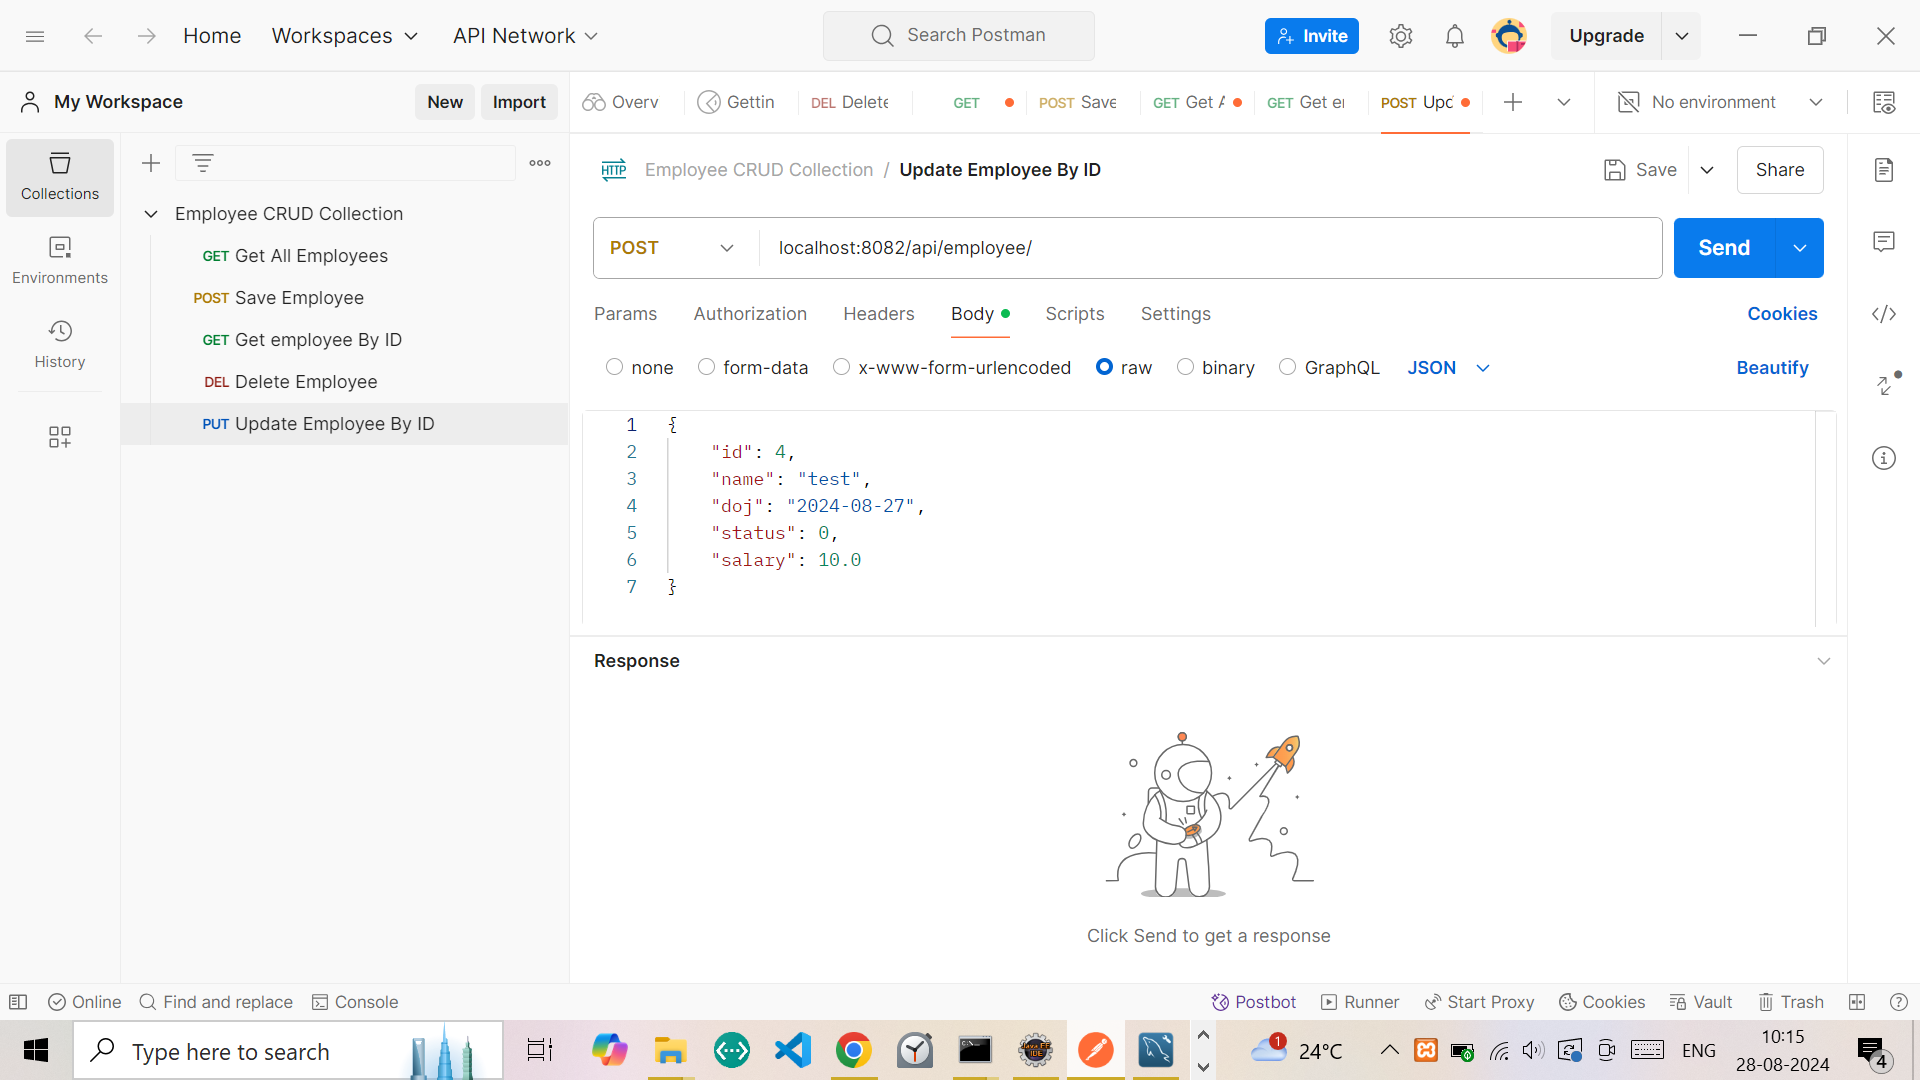 Home
Workspaces
API Network
Search Postman
Invite
Upgrade
My Workspace
New
Import
Overv
Gettin
DEL Delete
GET
POST Save
GET Get A
GET Get er
POST Upd
No environment
Collections
Environments
History
Employee CRUD Collection
GET Get All Employees
POST Save Employee
GET Get employee By ID
DEL Delete Employee
PUT Update Employee By ID
HTTP
Employee CRUD Collection / Update Employee By ID
Save
Share
POST
localhost:8082/api/employee/
Send
Params
Authorization
Headers
Body
Scripts
Settings
Cookies
none
form-data
x-www-form-urlencoded
raw
binary
GraphQL
JSON
Beautify
1 {
2 "id": 4,
3 "name": "test",
4 "doj": "2024-08-27",
5 "status": 0,
6 "salary": 10.0
7 }
Response
Click Send to get a response
Online
Find and replace
Console
Postbot
Runner
Start Proxy
Cookies
Vault
Trash
Type here to search
Java EE
IDE
1
24°C
ENG
10:15
28-08-2024
4